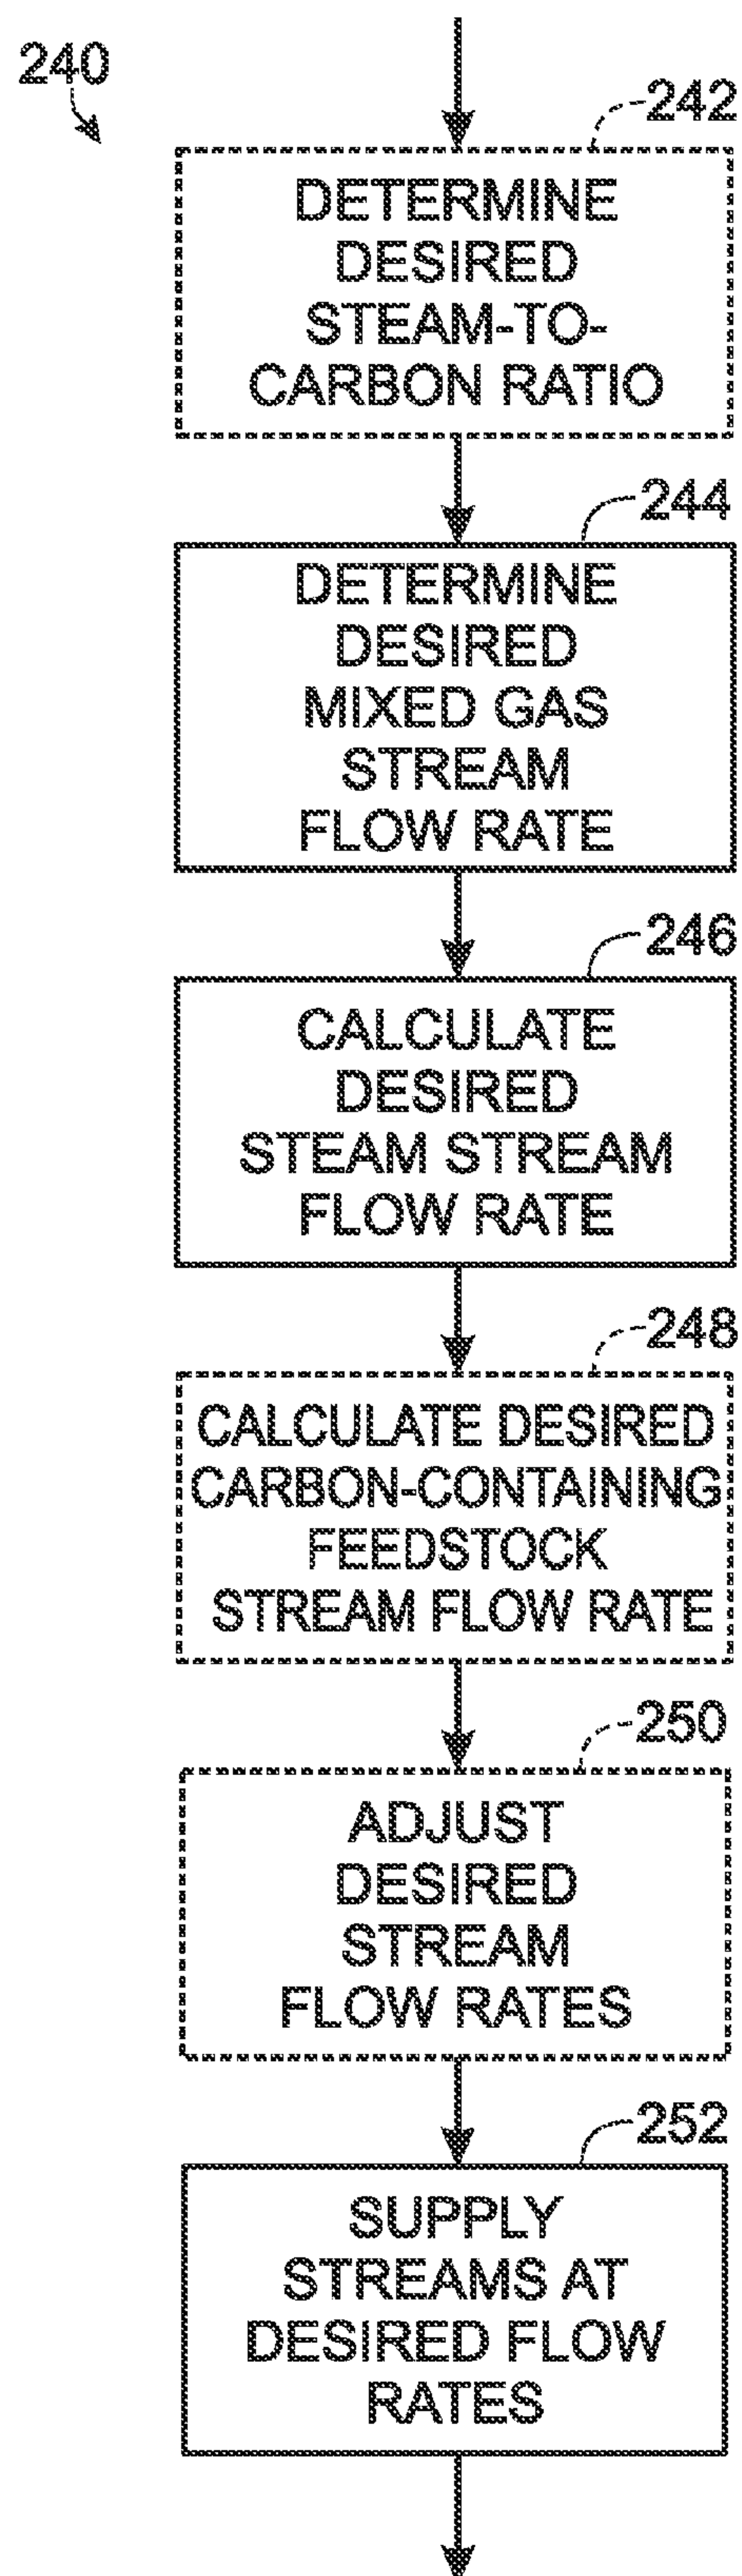 240
242
DETERMINE
DESIRED
STEAM-TO-
CARBON RATIO
244
DETERMINE
DESIRED
MIXED GAS
STREAM
FLOW RATE
246
CALCULATE
DESIRED
STEAM STREAM
FLOW RATE
248
CALCULATE DESIRED
CARBON-CONTAINING
FEEDSTOCK
STREAM FLOW RATE
250
ADJUST
DESIRED
STREAM
FLOW RATES
252
SUPPLY
STREAMS AT
DESIRED FLOW
RATES